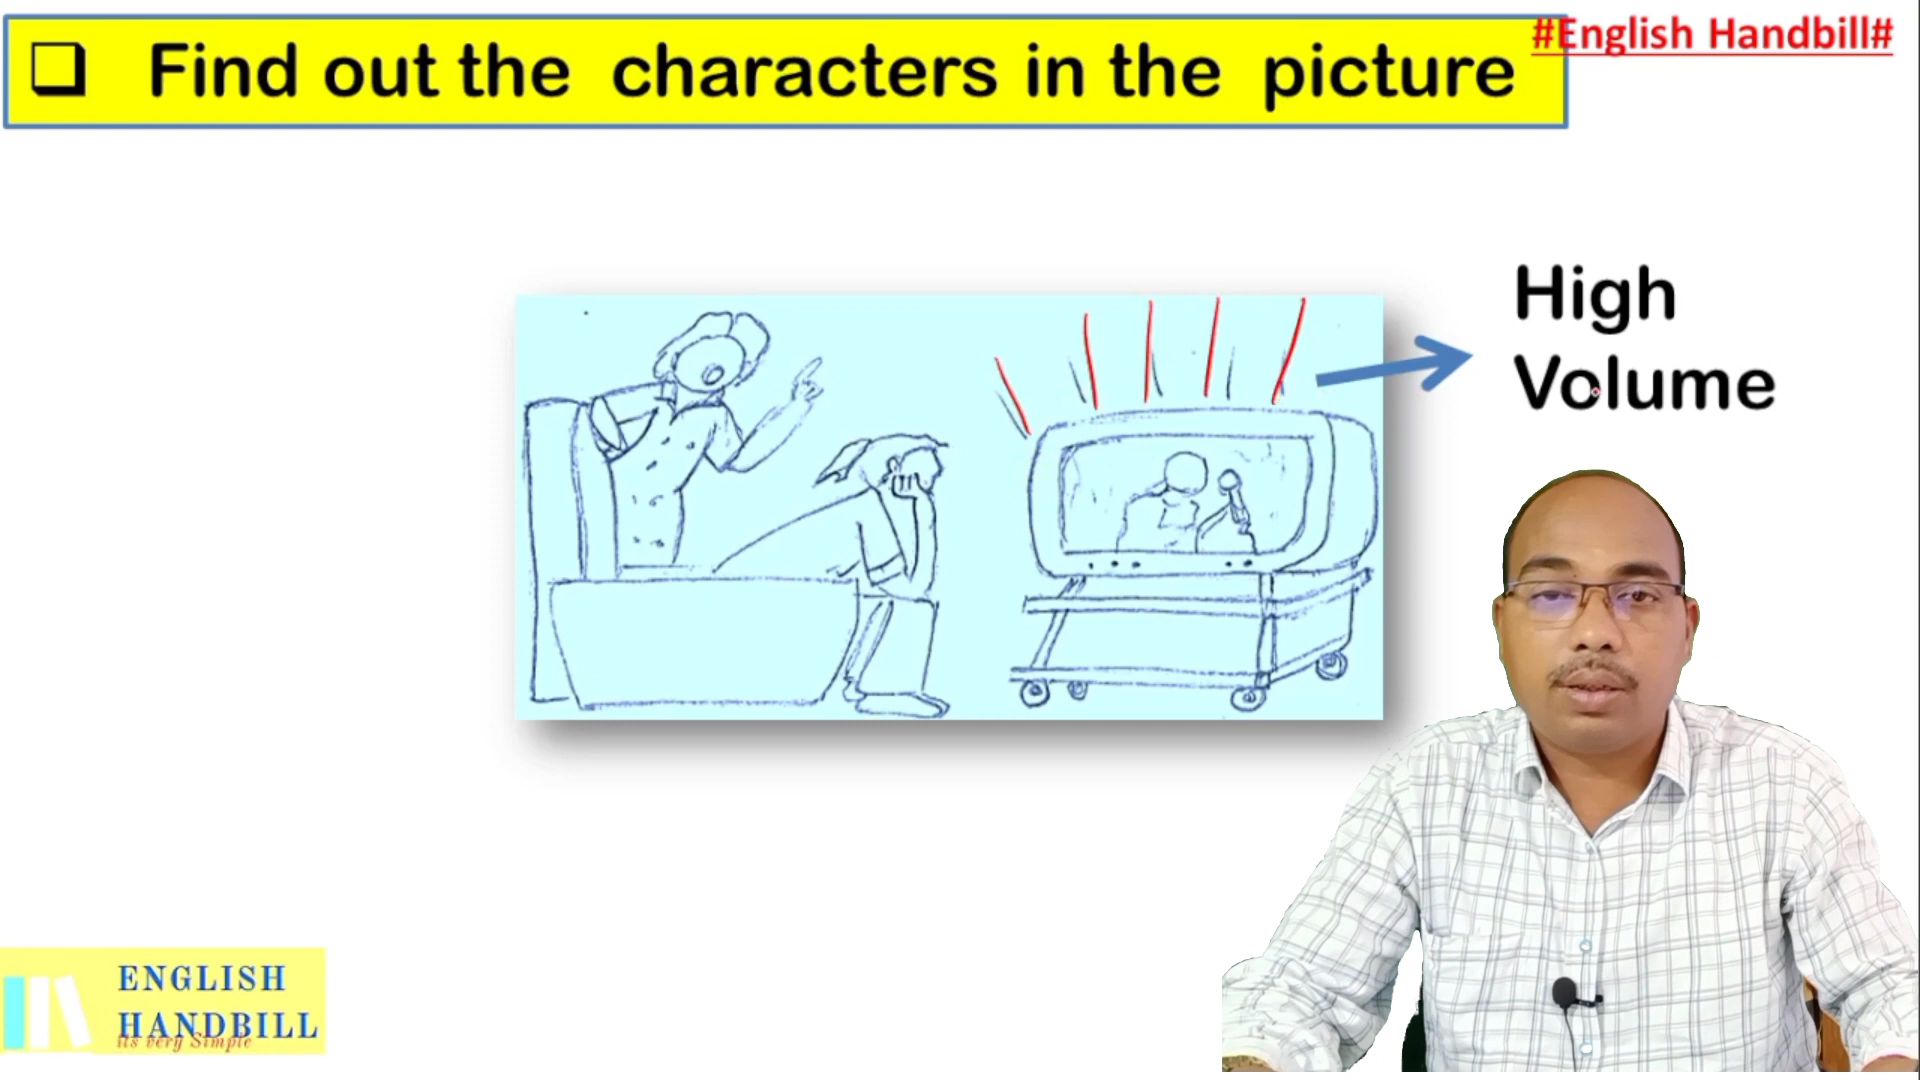 ❑ Find out the characters in the picture
#English Handbill#
High
Volume
ENGLISH
HANDBILL
its very Simple